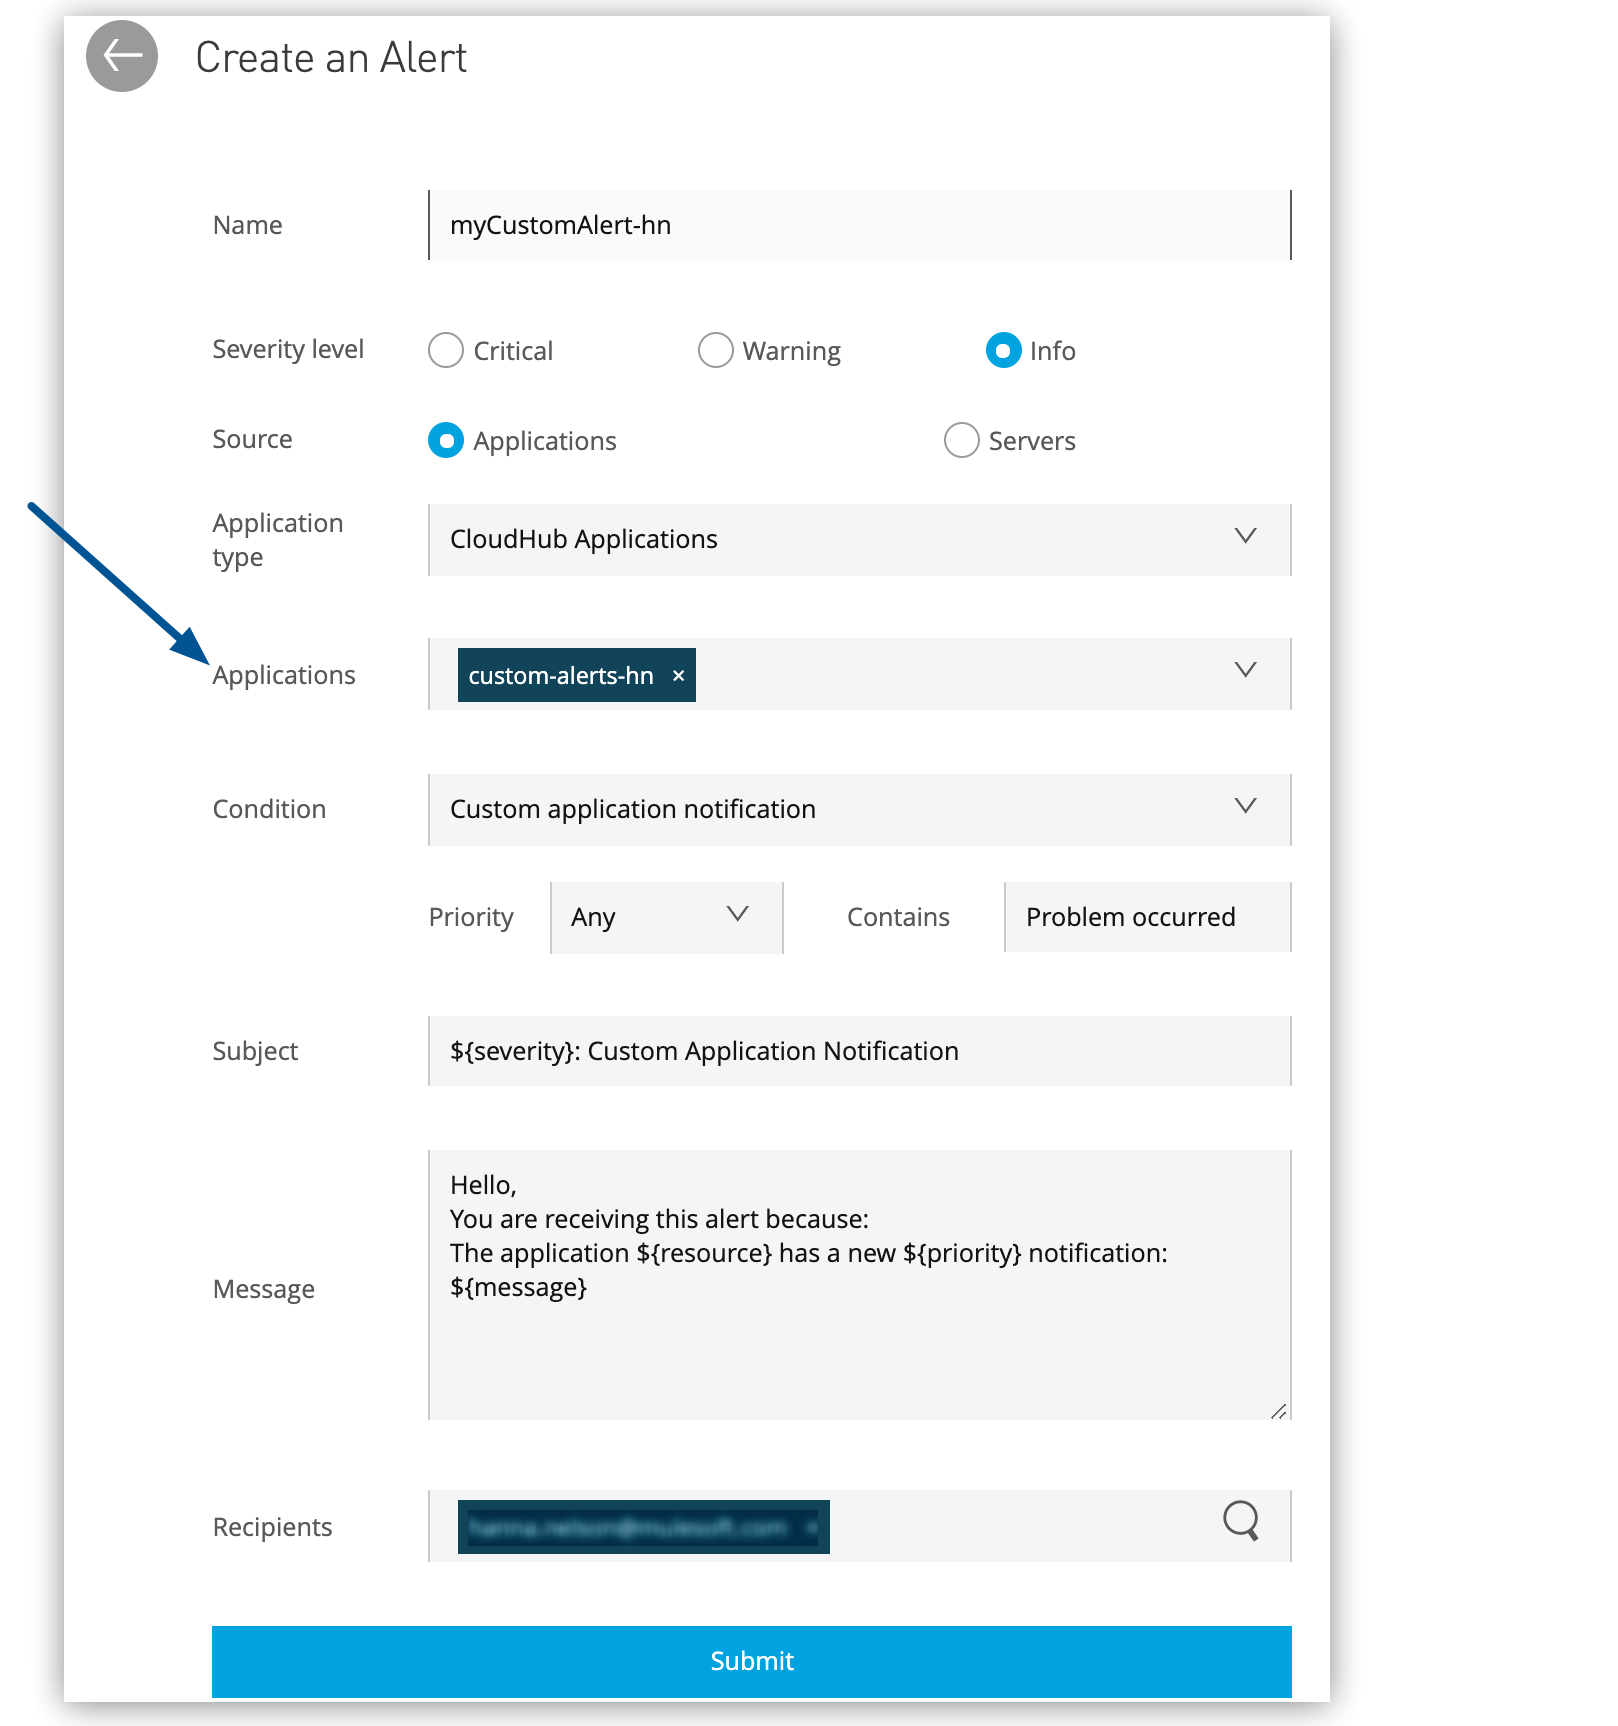 Create an Alert
Name
myCustomAlert-hn
Severity level
Critical
Warning
Info
Source
Applications
Servers
Application
type
CloudHub Applications
Applications
custom-alerts-hn ×
Condition
Custom application notification
Priority
Any
Contains
Problem occurred
Subject
${severity}: Custom Application Notification
Message
Hello,
You are receiving this alert because:
The application ${resource} has a new ${priority} notification:
${message}
Recipients
Submit